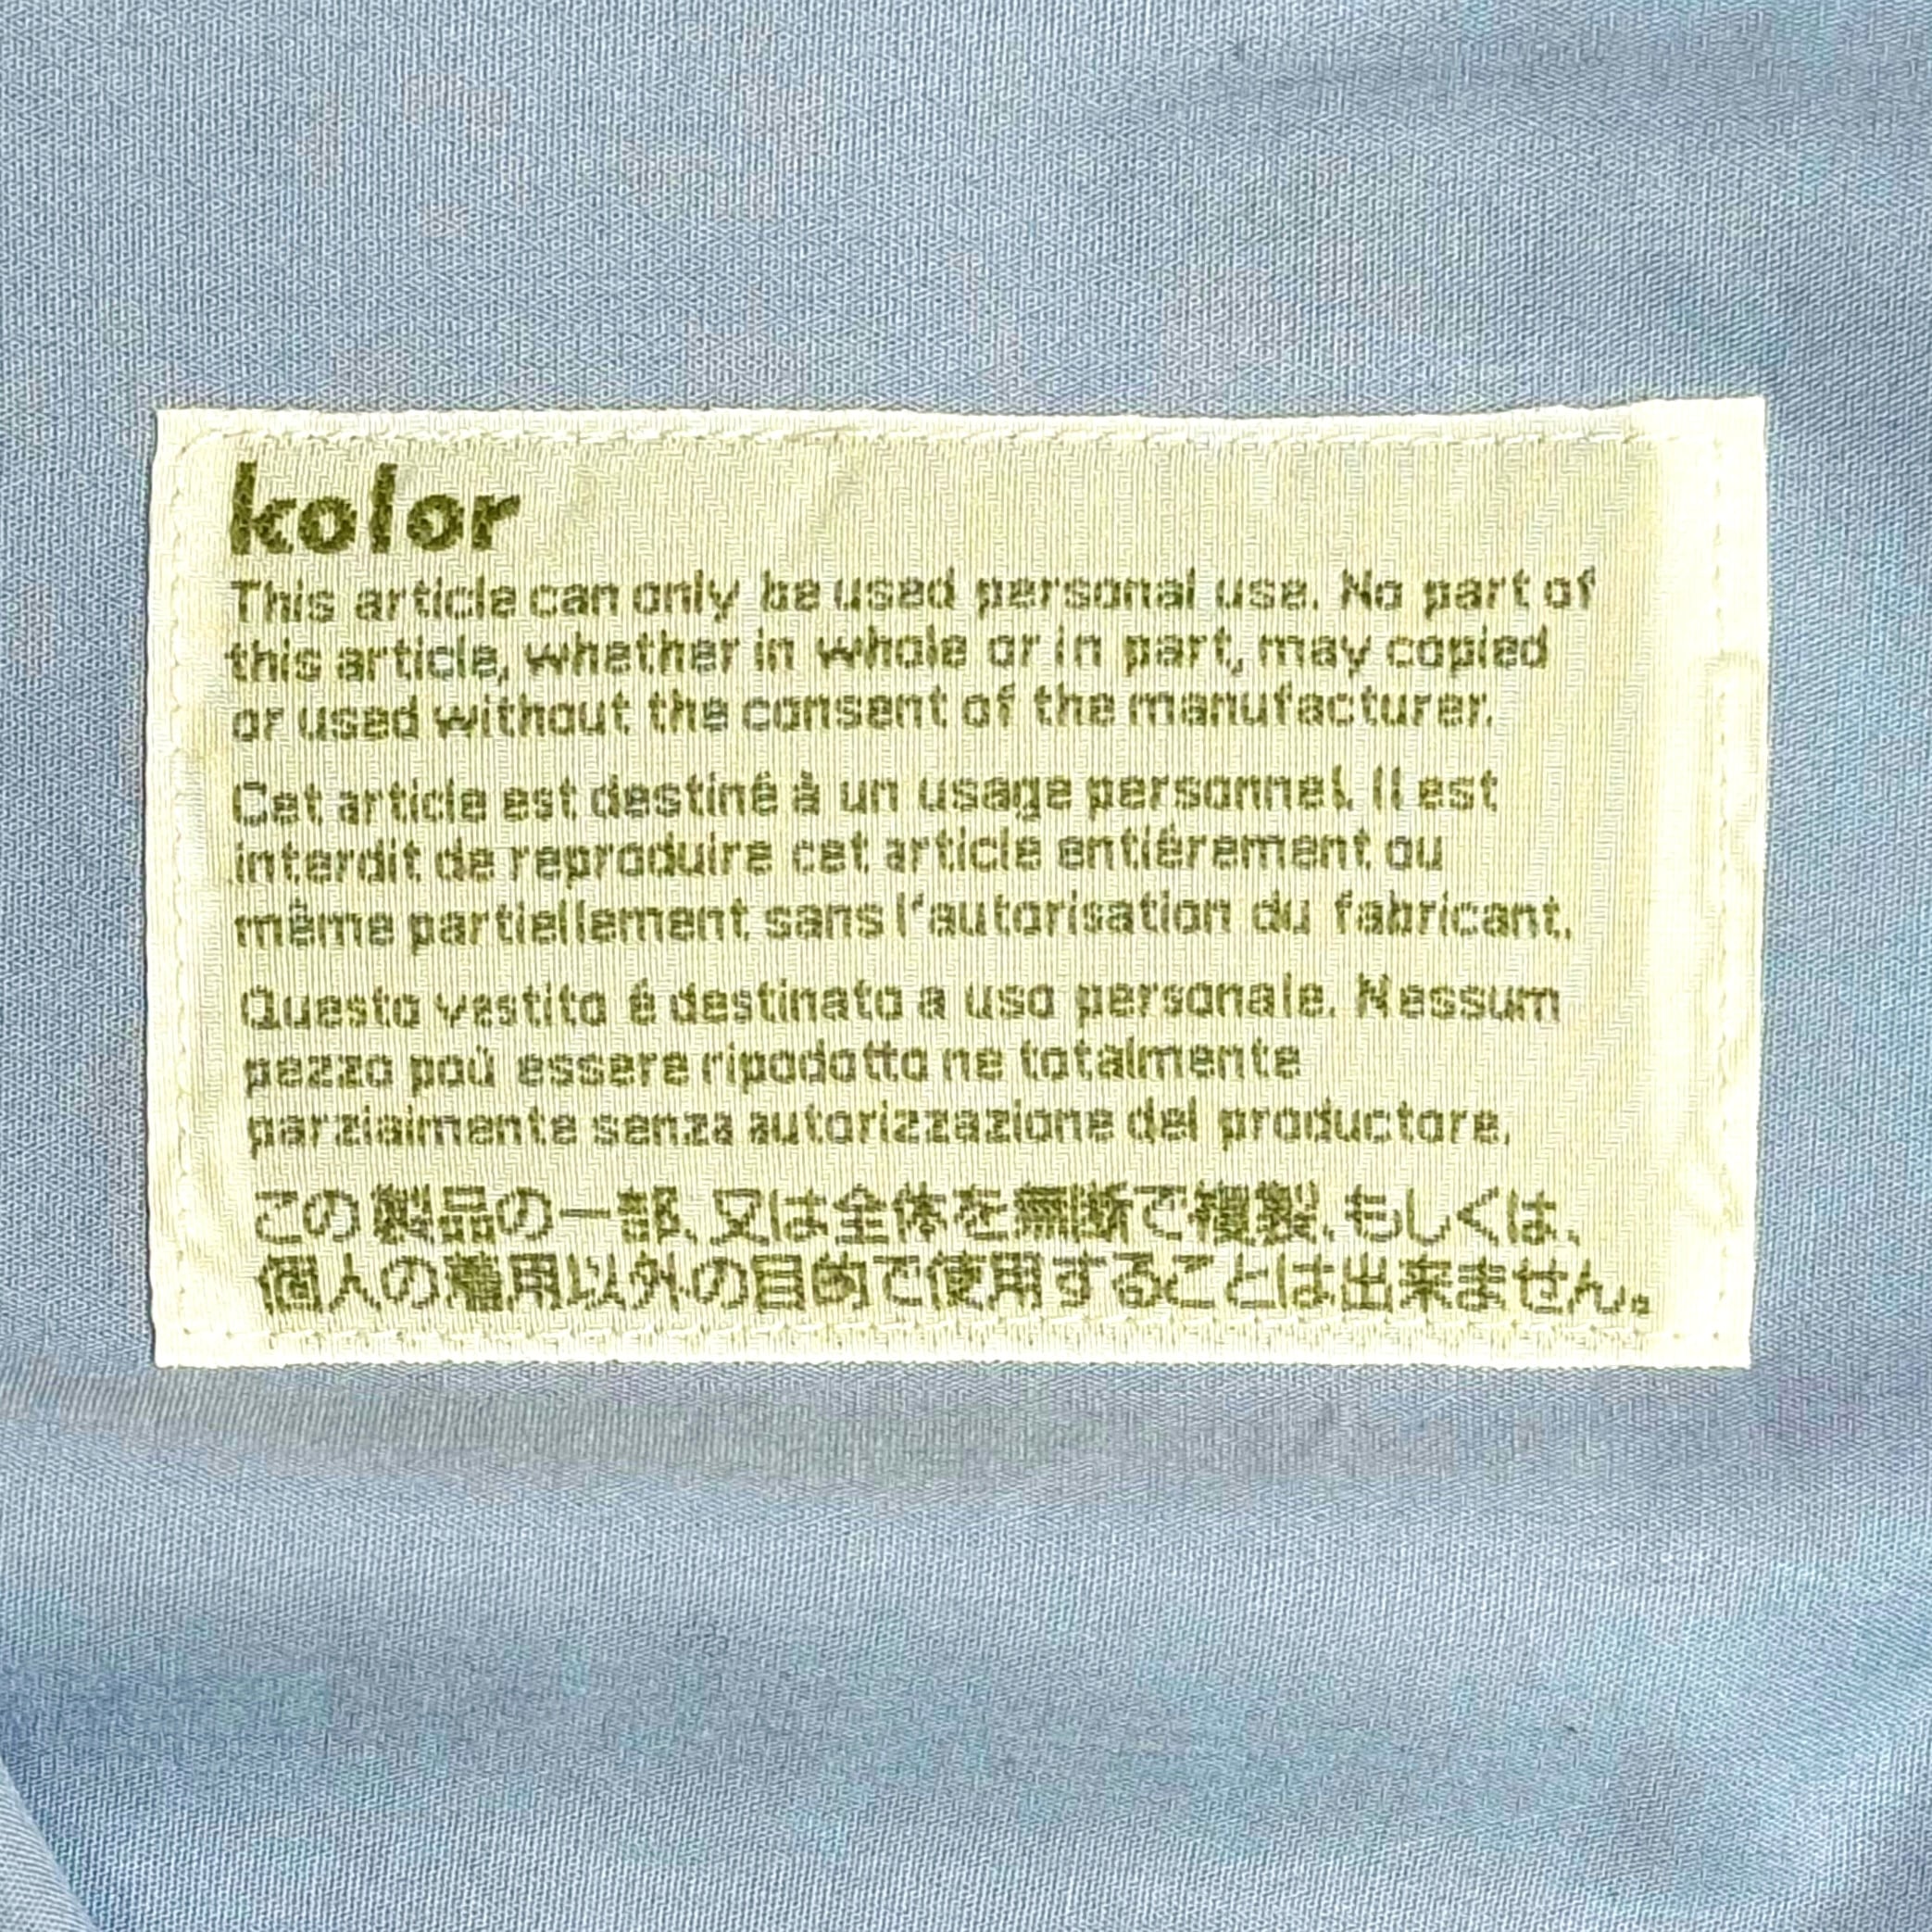 kolor
This article can only be used personal use. No part of
this article, whether in whole or in part, may copied
or used without the consent of the manufacturer.
Cet article est destiné à un usage personnel. Il est
interdit de reproduire cet article entiérement ou
même partiellement sans l'autorisation du fabricant.
Questo vestito é destinato a uso personale. Nessum
pezzo poù essere ripodotto ne totalmente
parzialmente senza autorizzazione del productore.
この製品の一部、又は全体を無断で複製、もしくは、
個人の着用以外の目的で使用することは出来ません。